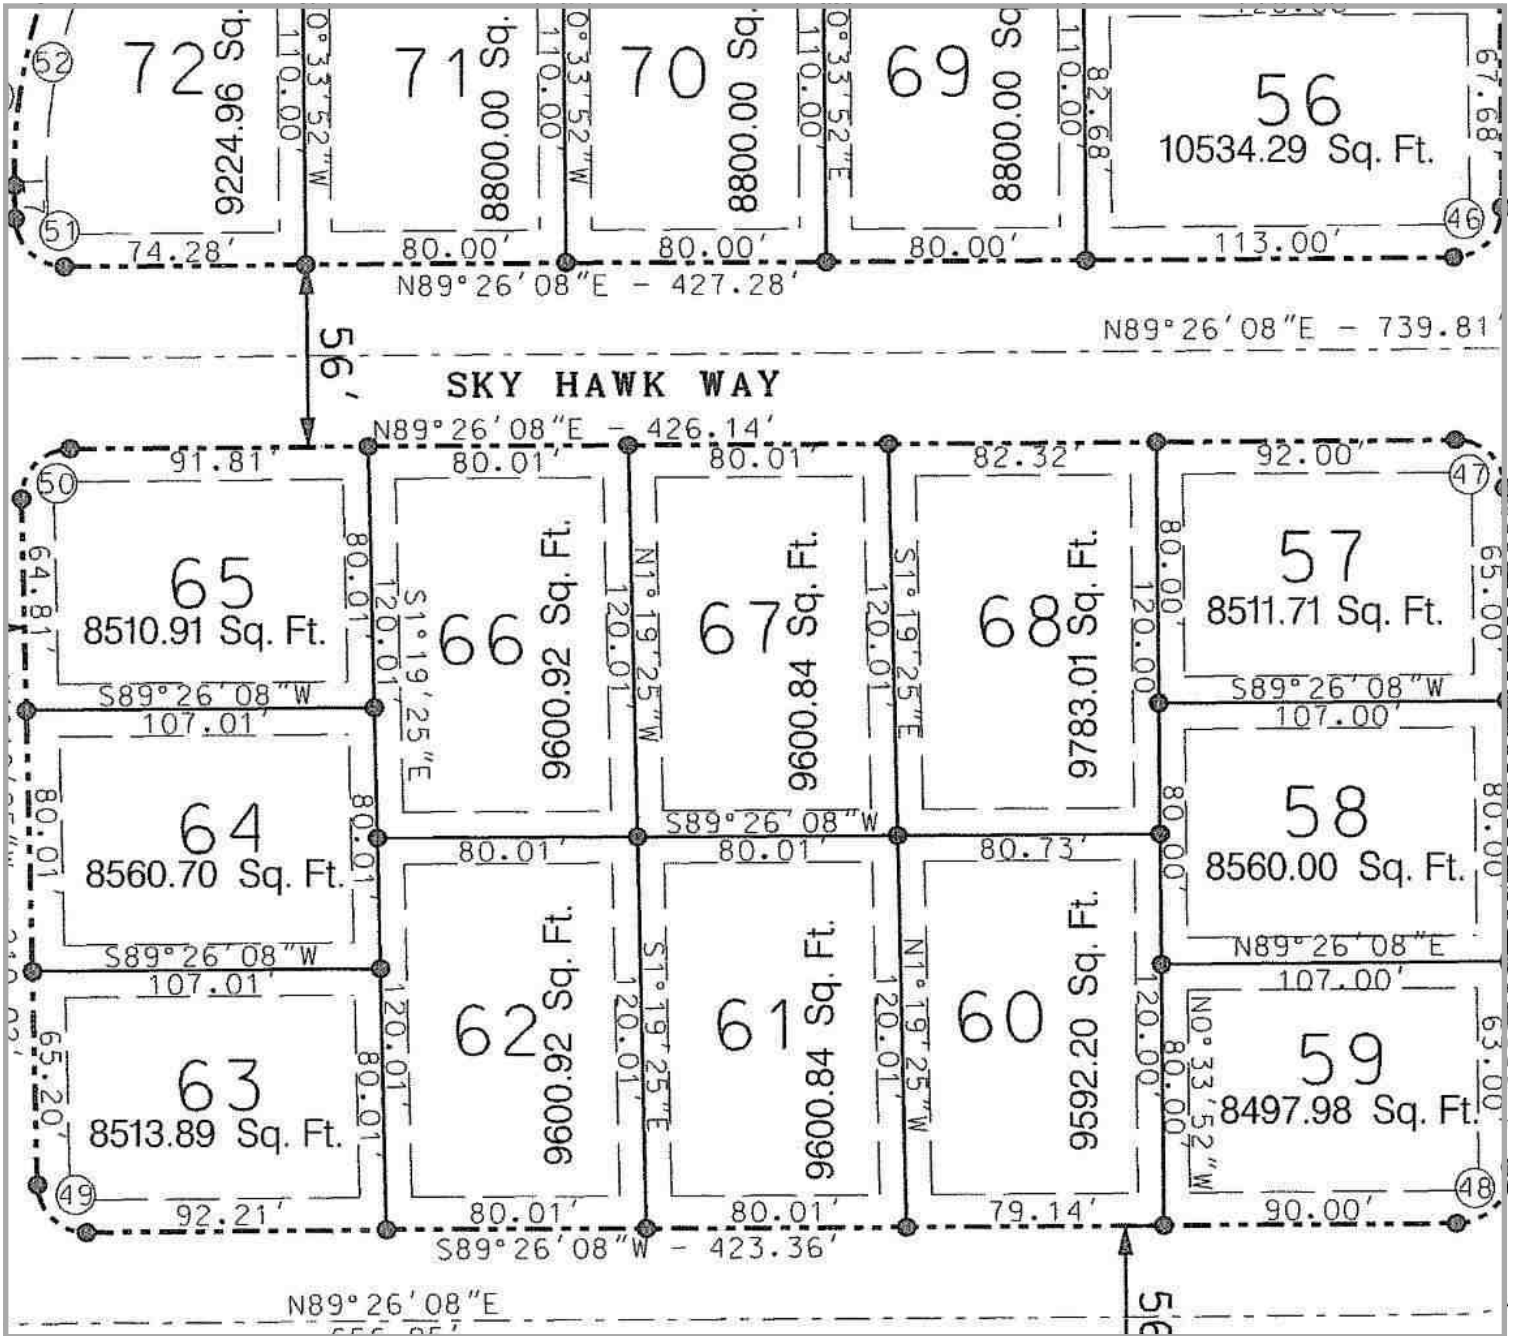 52
72
9224.96 Sq.
110.00'
0°33'52"W
71
8800.00 Sq.
110.00'
0°33'52"W
70
8800.00 Sq.
110.00'
0°33'52"E
69
8800.00 Sq
110.00'
82.68'
56
10534.29 Sq. Ft.
67.68'
51
74.28'
80.00'
80.00'
80.00'
113.00'
46
N89°26'08"E - 427.28'
56'
N89°26'08"E - 739.81'
SKY HAWK WAY
N89°26'08"E - 426.14'
50
91.81'
80.01'
80.01'
82.32'
92.00'
47
64.81'
65
8510.91 Sq. Ft.
80.01'
120.01'
S1°19'25"E
66
9600.92 Sq. Ft.
120.01'
N1°19'25"W
67
9600.84 Sq. Ft.
120.01'
S1°19'25"E
68
9783.01 Sq. Ft.
120.00'
80.00'
57
8511.71 Sq. Ft.
65.00'
S89°26'08"W
107.01'
S89°26'08"W
107.00'
80.01'
64
8560.70 Sq. Ft.
80.01'
S89°26'08"W
80.01'
80.01'
80.73'
80.00'
58
8560.00 Sq. Ft.
80.00'
S89°26'08"W
107.01'
N89°26'08"E
107.00'
65.20'
63
8513.89 Sq. Ft.
80.01'
120.01'
62
9600.92 Sq. Ft.
120.01'
S1°19'25"E
61
9600.84 Sq. Ft.
120.01'
N1°19'25"W
60
9592.20 Sq. Ft.
120.00'
80.00'
N0°33'52"W
59
8497.98 Sq. Ft.
63.00'
49
92.21'
80.01'
80.01'
79.14'
90.00'
48
S89°26'08"W - 423.36'
N89°26'08"E
56